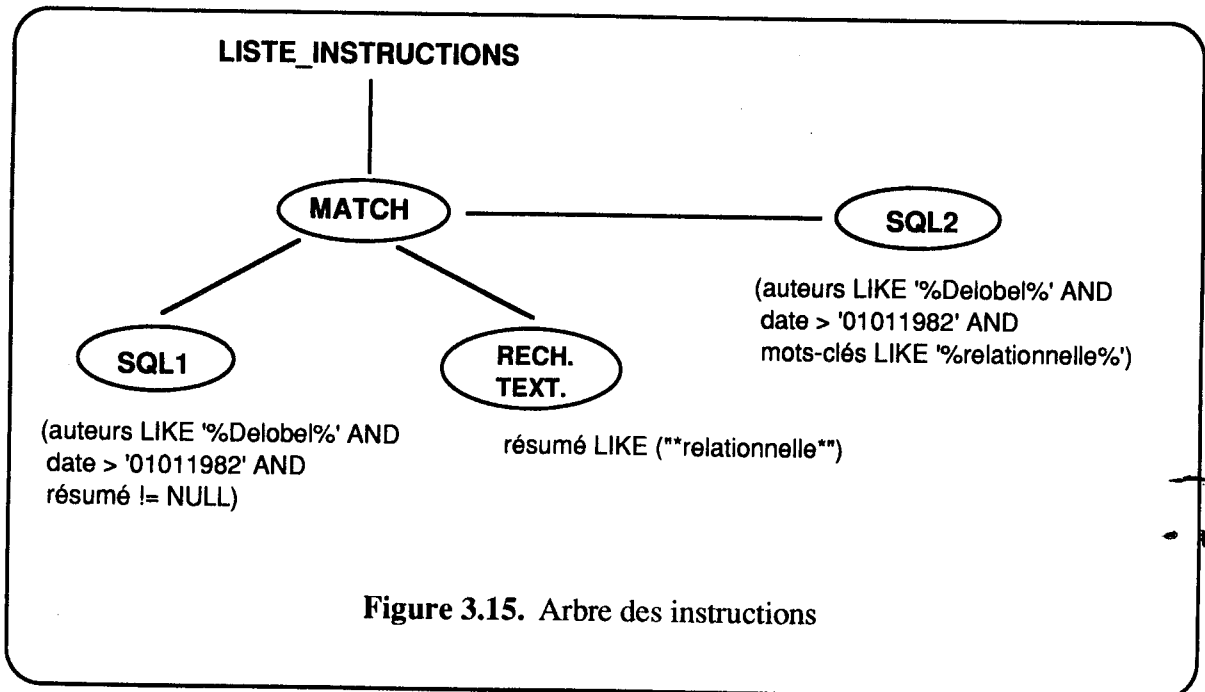 LISTE_INSTRUCTIONS
MATCH
SQL2
(auteurs LIKE '%Delobel%' AND
date > '01011982' AND
mots-clés LIKE '%relationnelle%')
SQL1
(auteurs LIKE '%Delobel%' AND
date > '01011982' AND
résumé != NULL)
RECH.
TEXT.
résumé LIKE ("*relationnelle*")
Figure 3.15. Arbre des instructions